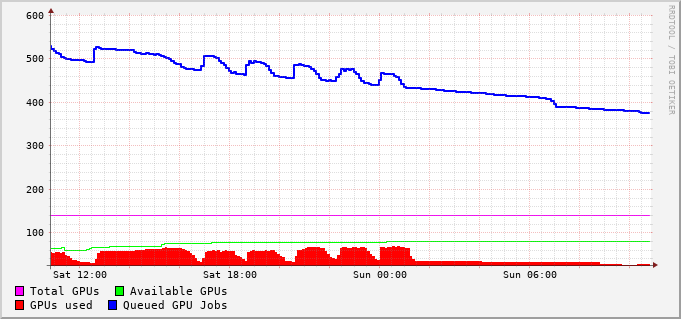 600
500
400
300
200
100
Sat 12:00 Sat 18:00 Sun 00:00 Sun 06:00
Total GPUs Available GPUs
GPUs used Queued GPU Jobs
RRDTOOL / TOBI OETIKER